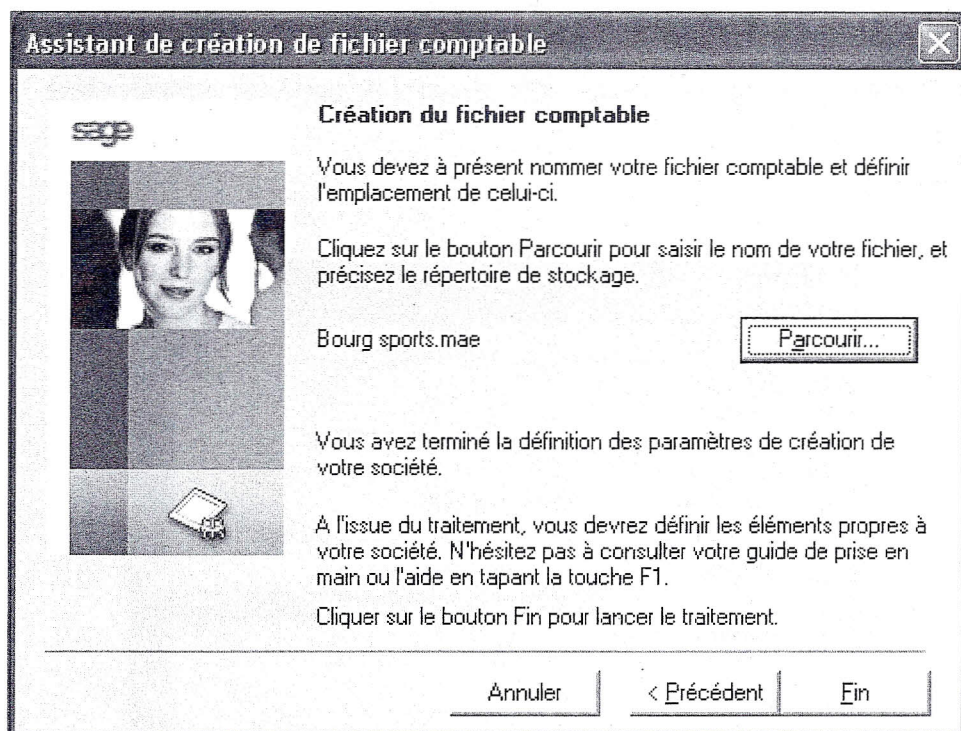 Assistant de création de fichier comptable
sage
Création du fichier comptable
Vous devez à présent nommer votre fichier comptable et définir
l'emplacement de celui-ci.
Cliquez sur le bouton Parcourir pour saisir le nom de votre fichier, et
précisez le répertoire de stockage.
Bourg sports.mae
Parcourir...
Vous avez terminé la définition des paramètres de création de
votre société.
A l'issue du traitement, vous devrez définir les éléments propres à
votre société. N'hésitez pas à consulter votre guide de prise en
main ou l'aide en tapant la touche F1.
Cliquer sur le bouton Fin pour lancer le traitement.
Annuler
< Précédent
Fin